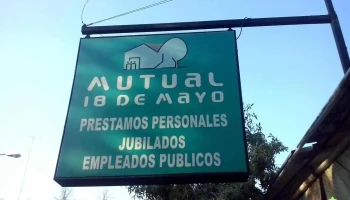 MUTUAL
18 DE MAYO
PRESTAMOS PERSONALES
JUBILADOS
EMPLEADOS PUBLICOS